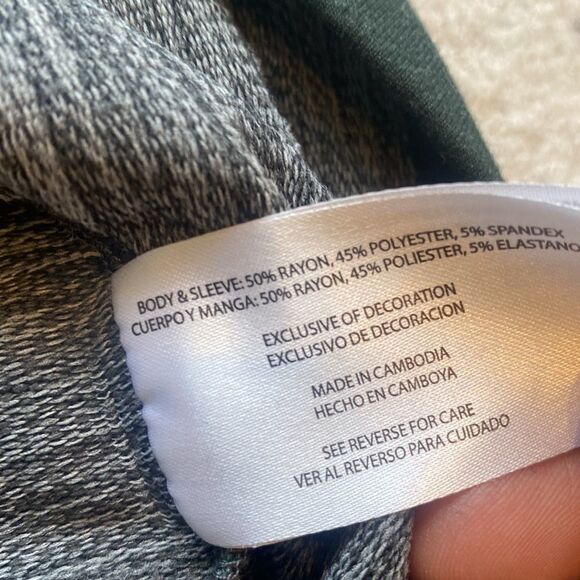 BODY & SLEEVE: 50% RAYON, 45% POLYESTER, 5% SPANDEX
CUERPO Y MANGA: 50% RAYON, 45% POLIESTER, 5% ELASTANO
EXCLUSIVE OF DECORATION
EXCLUSIVO DE DECORACION
MADE IN CAMBODIA
HECHO EN CAMBOYA
SEE REVERSE FOR CARE
VER AL REVERSO PARA CUIDADO